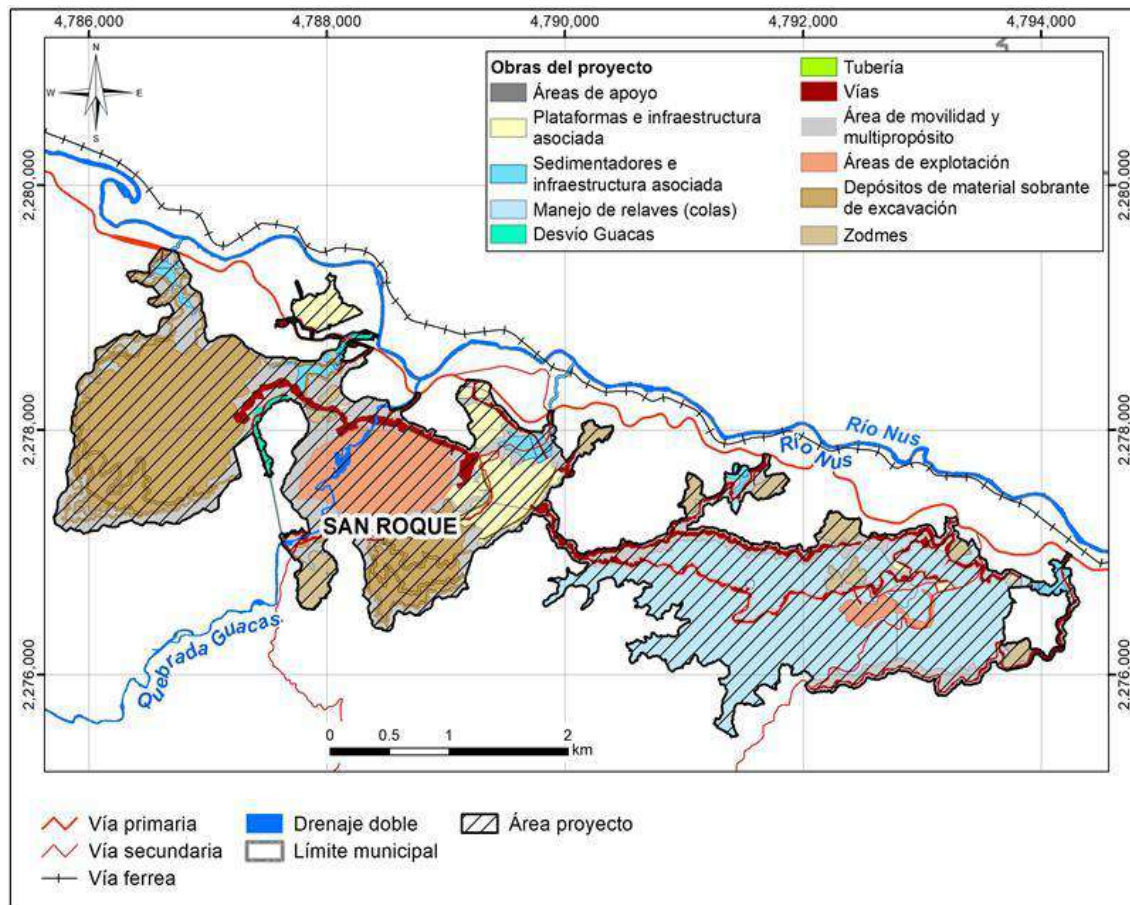 4,786,000 4,788,000 4,790,000 4,792,000 4,794,000
N
W E
S
Obras del proyecto
Áreas de apoyo
Plataformas e infraestructura
asociada
Sedimentadores e
infraestructura asociada
Manejo de relaves (colas)
Desvío Guacas
Tubería
Vías
Área de movilidad y
multipropósito
Áreas de explotación
Depósitos de material sobrante
de excavación
Zodmes
2,280,000 2,280,000
2,278,000 2,278,000
2,276,000 2,276,000
Río Nus
Río Nus
SAN ROQUE
Quebrada Guacas
0 0.5 1 2
km
Vía primaria
Vía secundaria
Vía ferrea
Drenaje doble
Límite municipal
Área proyecto